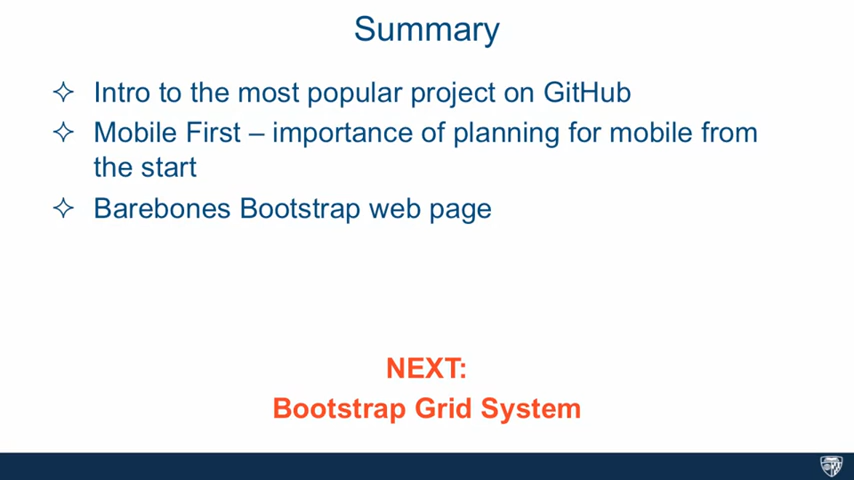 Summary
Intro to the most popular project on GitHub
Mobile First – importance of planning for mobile from
the start
Barebones Bootstrap web page
NEXT:
Bootstrap Grid System